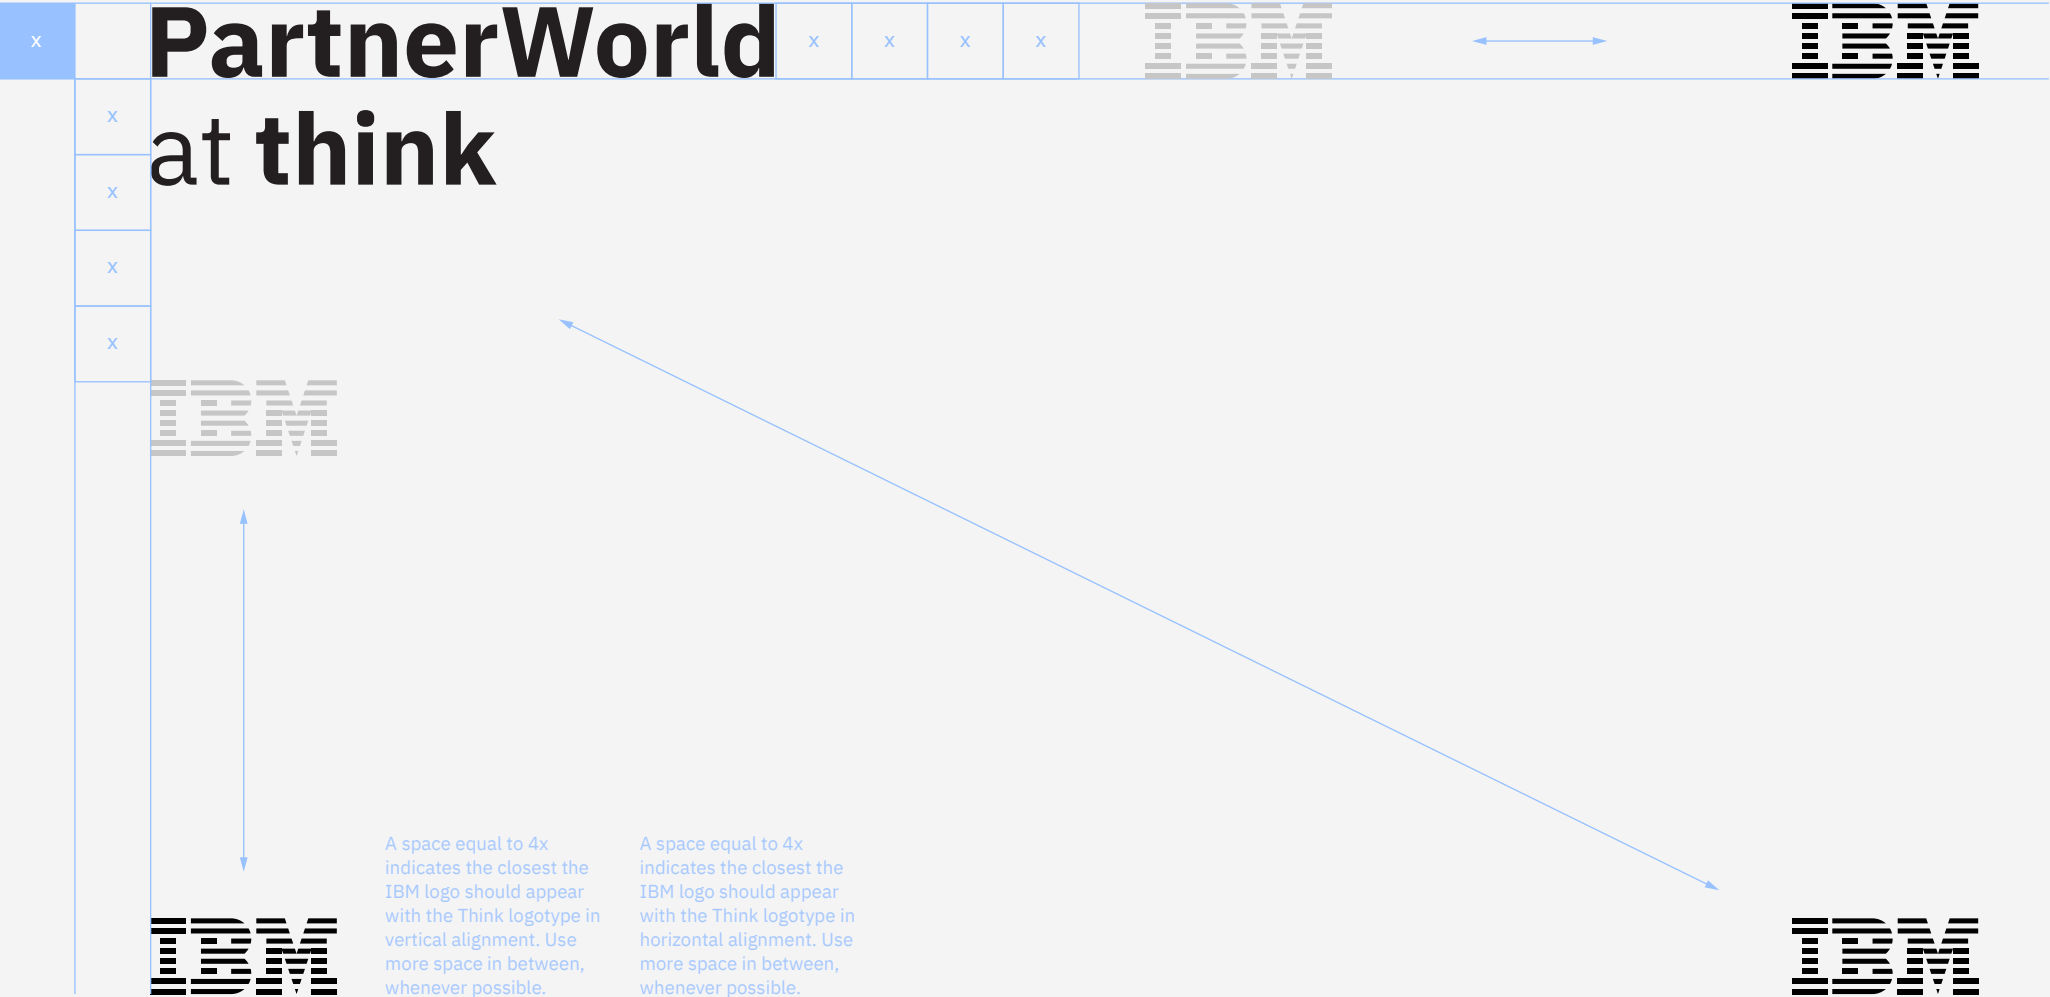 x PartnerWorld x x x x IBM IBM
x
at think
x
x
x
IBM
A space equal to 4x
indicates the closest the
IBM logo should appear
with the Think logotype in
vertical alignment. Use
more space in between,
whenever possible.
A space equal to 4x
indicates the closest the
IBM logo should appear
with the Think logotype in
horizontal alignment. Use
more space in between,
whenever possible.
IBM IBM